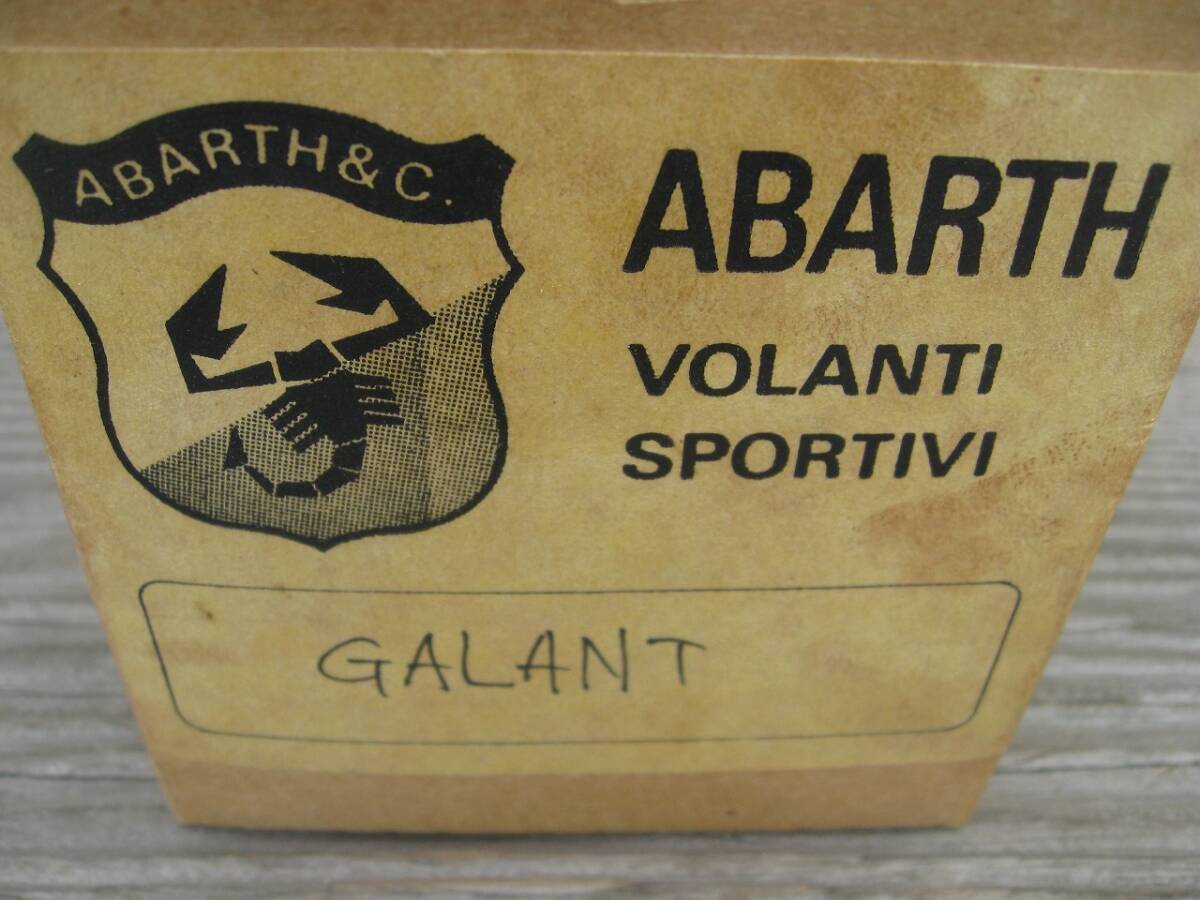 ABARTH & C.
ABARTH
VOLANTI
SPORTIVI
GALANT